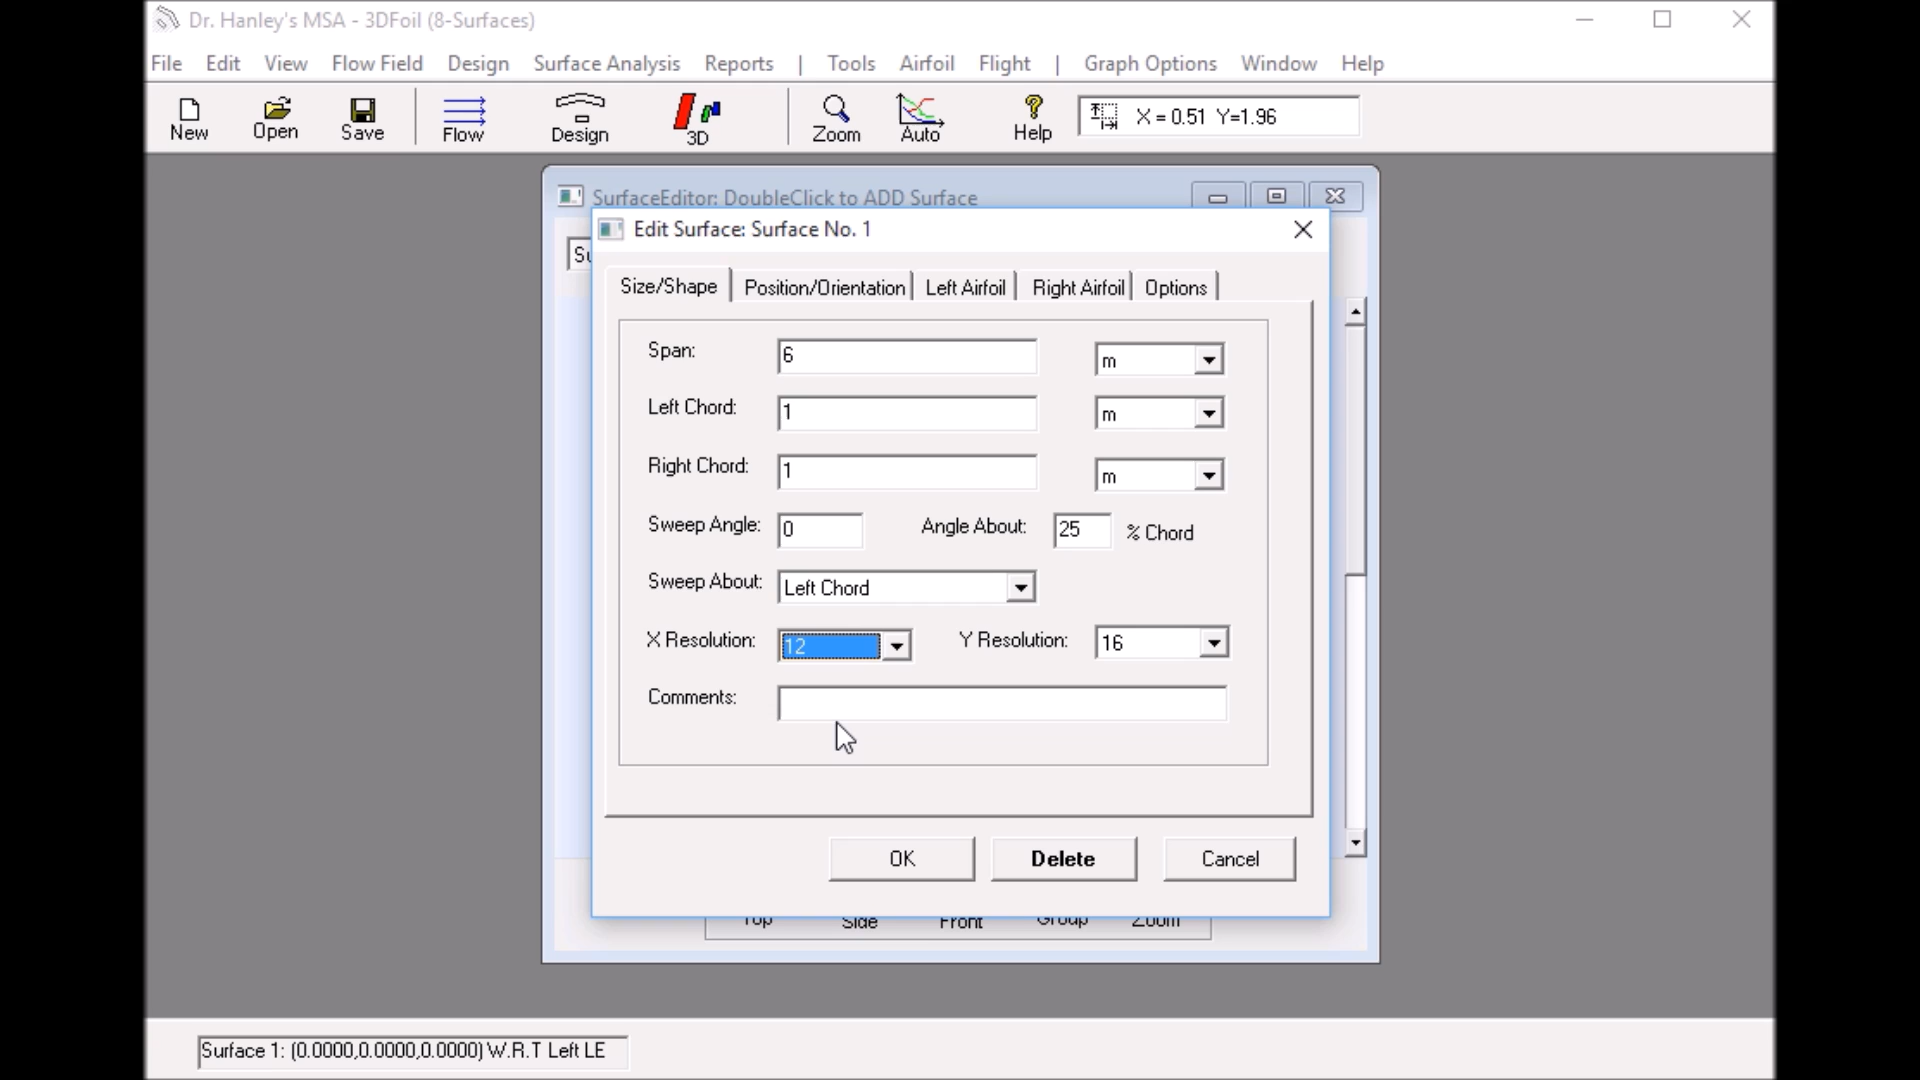 Dr. Hanley's MSA - 3DFoil (8-Surfaces)
File Edit View Flow Field Design Surface Analysis Reports | Tools Airfoil Flight | Graph Options Window Help
New Open Save Flow Design 3D Zoom Auto Help X = 0.51 Y=1.96
SurfaceEditor: DoubleClick to ADD Surface
Edit Surface: Surface No. 1
Size/Shape Position/Orientation Left Airfoil Right Airfoil Options
Span: 6 m
Left Chord: 1 m
Right Chord: 1 m
Sweep Angle: 0 Angle About: 25 % Chord
Sweep About: Left Chord
X Resolution: 12 Y Resolution: 16
Comments:
OK Delete Cancel
Top Side Front Group Zoom
Surface 1: (0.0000,0.0000,0.0000) W.R.T Left LE